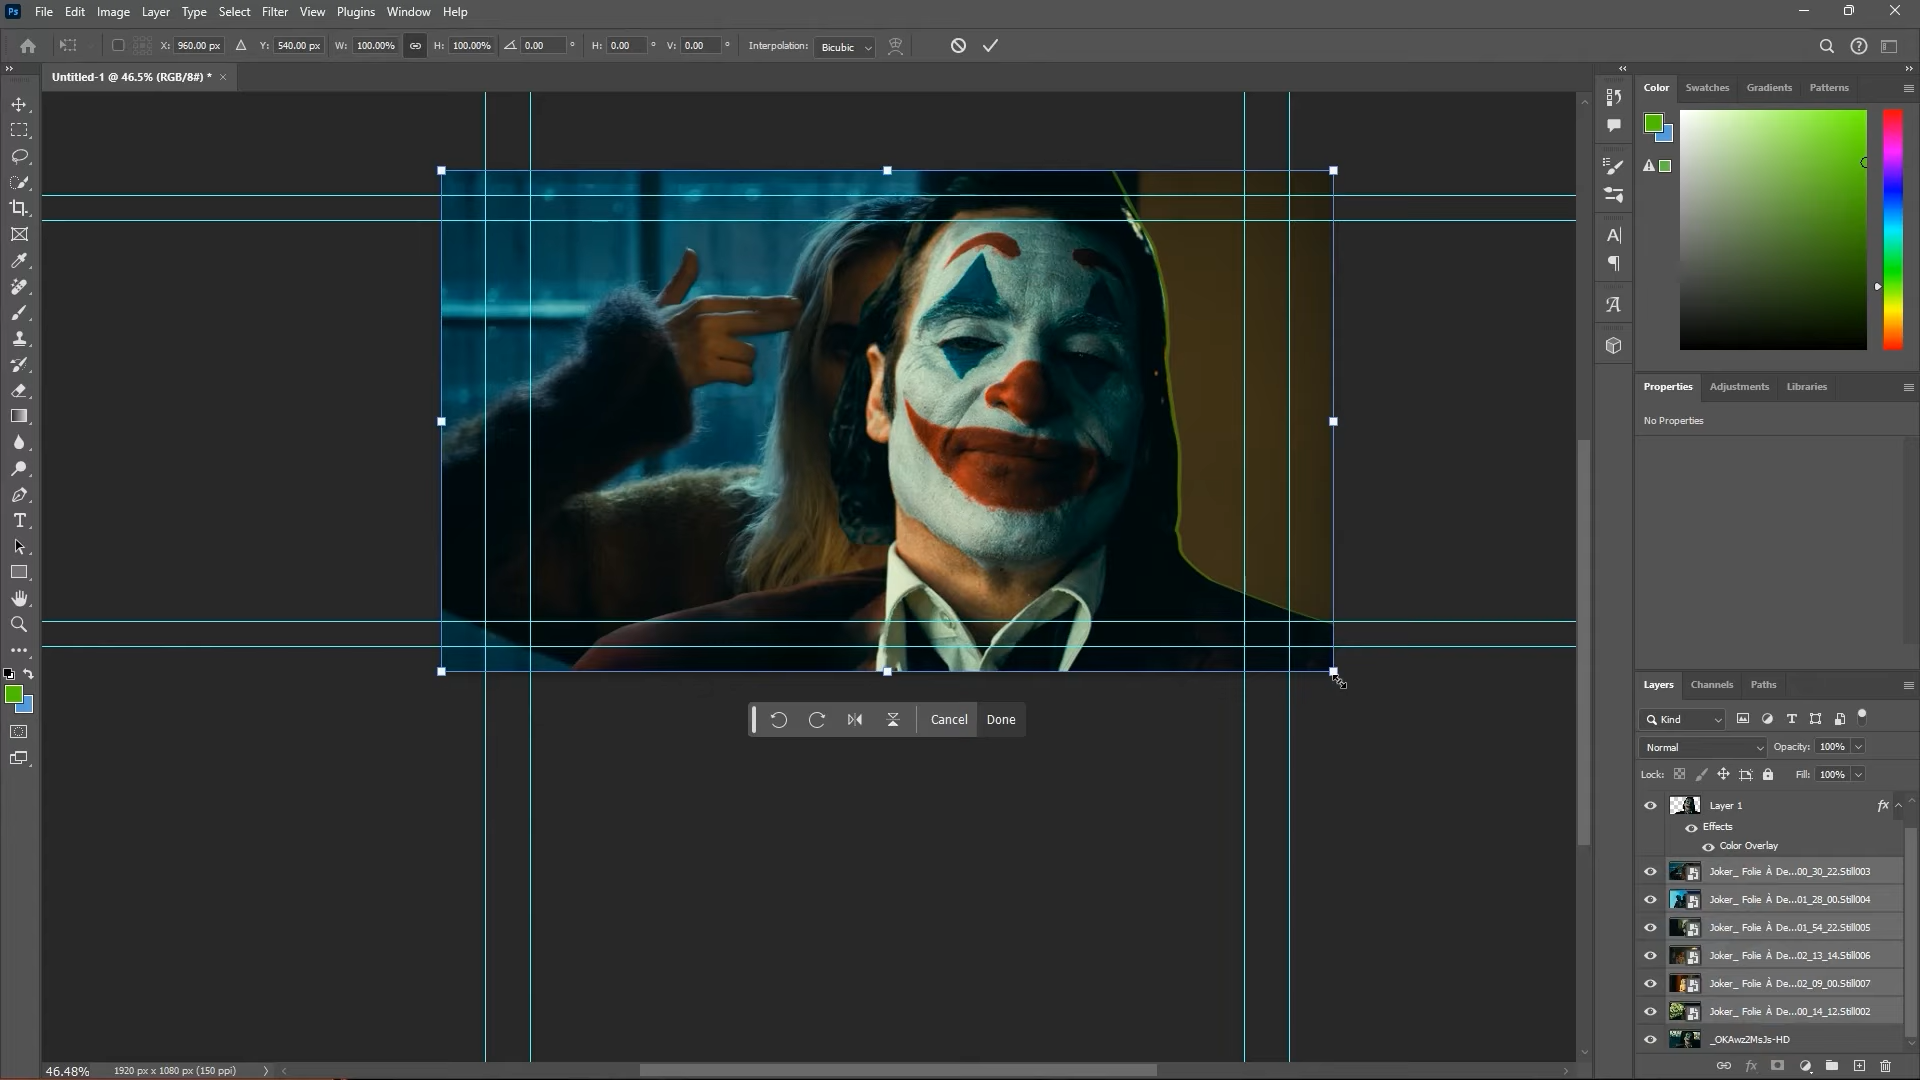 Ps File Edit Image Layer Type Select Filter View Plugins Window Help
X: 960.00 px Y: 540.00 px W: 100.00% H: 100.00% 0.00 ° H: 0.00 ° V: 0.00 ° Interpolation: Bicubic
Untitled-1 @ 46.5% (RGB/8#) * ×
Color Swatches Gradients Patterns
Properties Adjustments Libraries
No Properties
Cancel Done
Layers Channels Paths
Kind
Normal Opacity: 100%
Lock: Fill: 100%
Layer 1 fx
Effects
Color Overlay
Joker_ Folie À De...00_30_22.Still003
Joker_ Folie À De...01_28_00.Still004
Joker_ Folie À De...01_54_22.Still005
Joker_ Folie À De...02_13_14.Still006
Joker_ Folie À De...02_09_00.Still007
Joker_ Folie À De...00_14_12.Still002
_OKAwz2MsJs-HD
46.48% 1920 px x 1080 px (150 ppi)